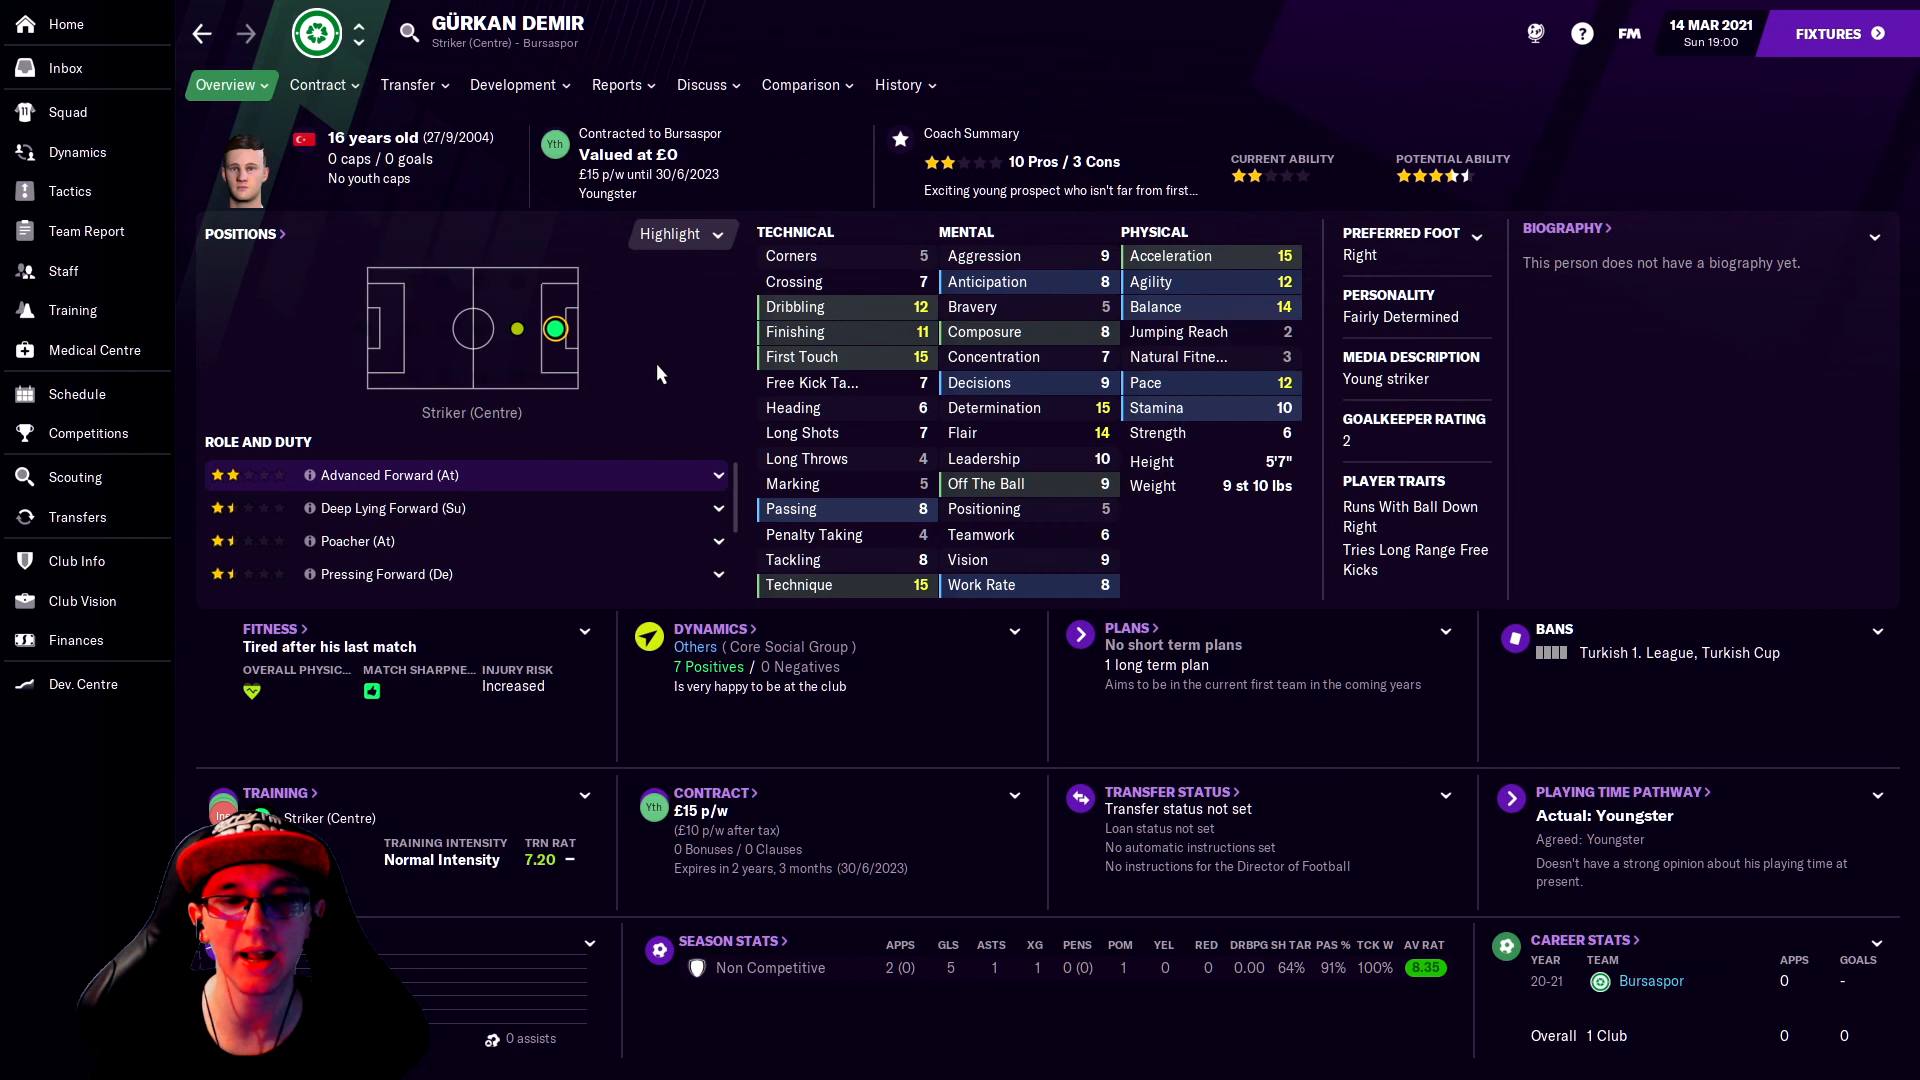 Home
Inbox
Squad
Dynamics
Tactics
Team Report
Staff
Training
Medical Centre
Schedule
Competitions
Scouting
Transfers
Club Info
Club Vision
Finances
Dev. Centre
GÜRKAN DEMIR
Striker (Centre) - Bursaspor
?
FM
14 MAR 2021
Sun 19:00
FIXTURES
Overview Contract Transfer Development Reports Discuss Comparison History
16 years old (27/9/2004)
0 caps / 0 goals
No youth caps
Yth
Contracted to Bursaspor
Valued at £0
£15 p/w until 30/6/2023
Youngster
Coach Summary
10 Pros / 3 Cons
Exciting young prospect who isn't far from first...
CURRENT ABILITY
POTENTIAL ABILITY
POSITIONS >
Highlight
Striker (Centre)
ROLE AND DUTY
Advanced Forward (At)
Deep Lying Forward (Su)
Poacher (At)
Pressing Forward (De)
TECHNICAL
Corners 5
Crossing 7
Dribbling 12
Finishing 11
First Touch 15
Free Kick Ta... 7
Heading 6
Long Shots 7
Long Throws 4
Marking 5
Passing 8
Penalty Taking 4
Tackling 8
Technique 15
MENTAL
Aggression 9
Anticipation 8
Bravery 5
Composure 8
Concentration 7
Decisions 9
Determination 15
Flair 14
Leadership 10
Off The Ball 9
Positioning 5
Teamwork 6
Vision 9
Work Rate 8
PHYSICAL
Acceleration 15
Agility 12
Balance 14
Jumping Reach 2
Natural Fitne... 3
Pace 12
Stamina 10
Strength 6
Height 5'7"
Weight 9 st 10 lbs
PREFERRED FOOT
Right
PERSONALITY
Fairly Determined
MEDIA DESCRIPTION
Young striker
GOALKEEPER RATING
2
PLAYER TRAITS
Runs With Ball Down
Right
Tries Long Range Free
Kicks
BIOGRAPHY >
This person does not have a biography yet.
FITNESS >
Tired after his last match
OVERALL PHYSIC... MATCH SHARPNE... INJURY RISK
Increased
DYNAMICS >
Others ( Core Social Group )
7 Positives / 0 Negatives
Is very happy to be at the club
PLANS >
No short term plans
1 long term plan
Aims to be in the current first team in the coming years
BANS
Turkish 1. League, Turkish Cup
TRAINING >
Striker (Centre)
TRAINING INTENSITY TRN RAT
Normal Intensity 7.20 –
Yth
CONTRACT >
£15 p/w
(£10 p/w after tax)
0 Bonuses / 0 Clauses
Expires in 2 years, 3 months (30/6/2023)
TRANSFER STATUS >
Transfer status not set
Loan status not set
No automatic instructions set
No instructions for the Director of Football
PLAYING TIME PATHWAY >
Actual: Youngster
Agreed: Youngster
Doesn't have a strong opinion about his playing time at
present.
0 assists
SEASON STATS > APPS GLS ASTS XG PENS POM YEL RED DRBPG SH TAR PAS % TCK W AV RAT
Non Competitive 2 (0) 5 1 1 0 (0) 1 0 0 0.00 64% 91% 100% 8.35
CAREER STATS >
YEAR TEAM APPS GOALS
20-21 Bursaspor 0 -
Overall 1 Club 0 0